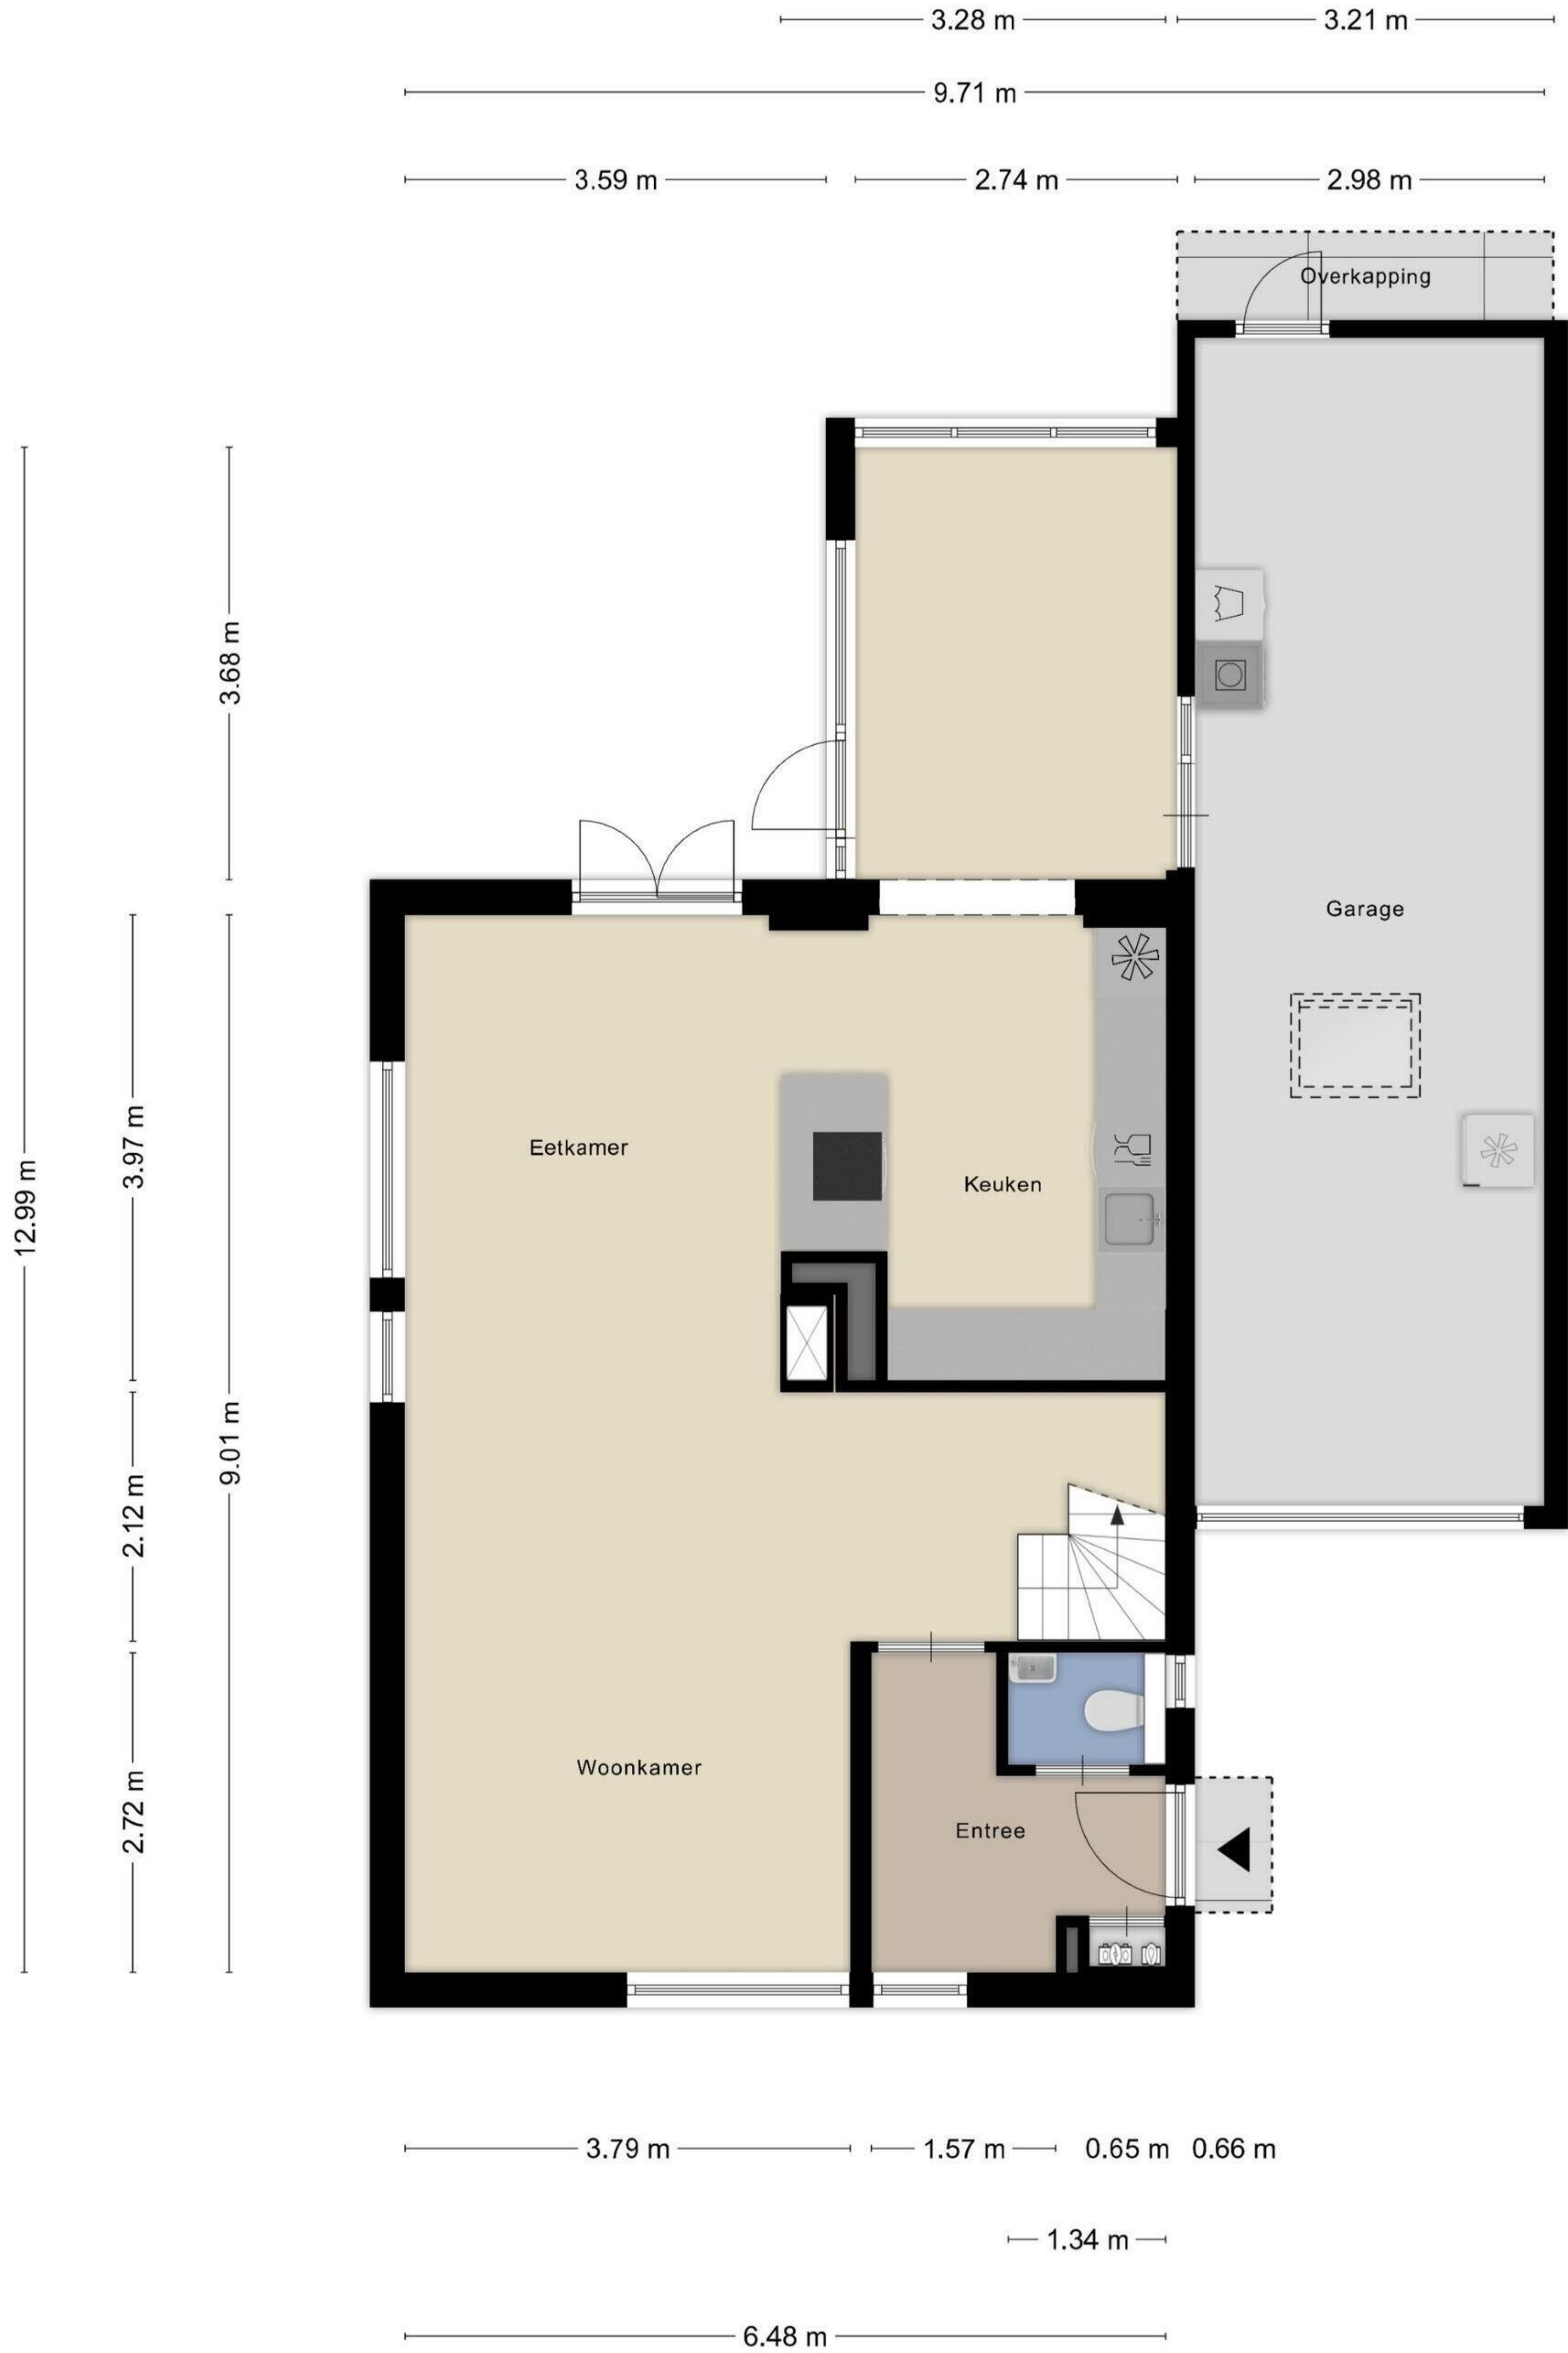 3.28 m 3.21 m
9.71 m
3.59 m 2.74 m 2.98 m
Overkapping
3.68 m
Garage
12.99 m
3.97 m
Eetkamer
Keuken
9.01 m
2.12 m
Woonkamer
2.72 m
Entree
3.79 m 1.57 m 0.65 m 0.66 m
1.34 m
6.48 m